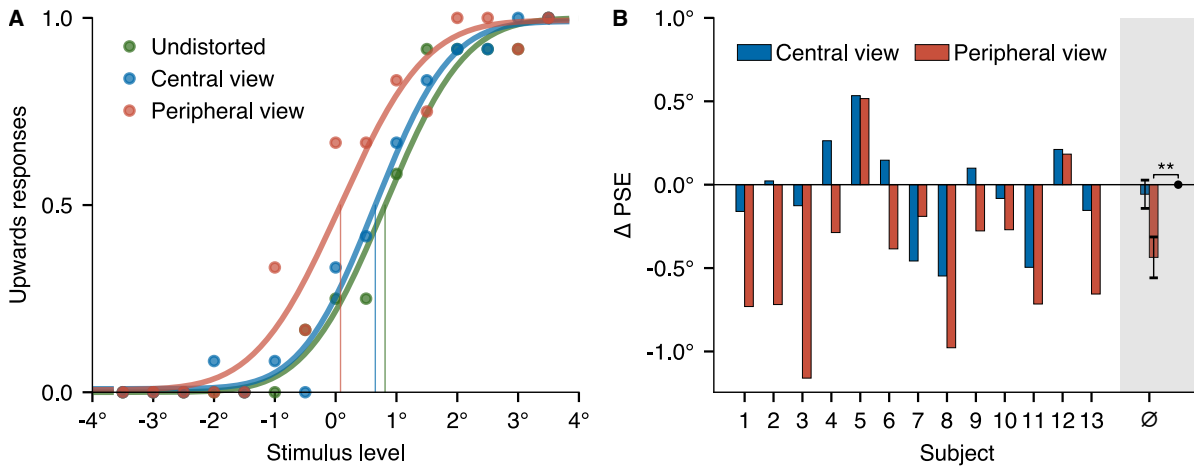 A
Upwards responses
1.0
0.5
0.0
Undistorted
Central view
Peripheral view
-4° -3° -2° -1° 0° 1° 2° 3° 4°
Stimulus level
B
Δ PSE
1.0°
0.5°
0.0°
-0.5°
-1.0°
Central view Peripheral view
**
1 2 3 4 5 6 7 8 9 10 11 12 13 Ø
Subject